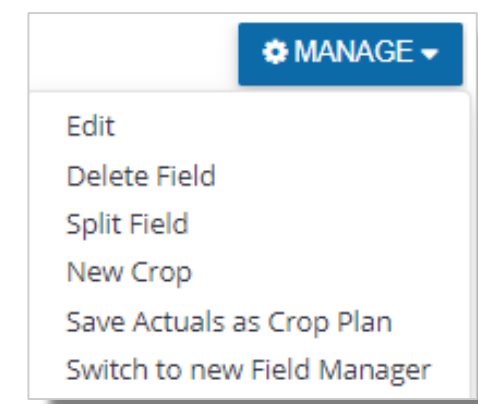 MANAGE
Edit
Delete Field
Split Field
New Crop
Save Actuals as Crop Plan
Switch to new Field Manager